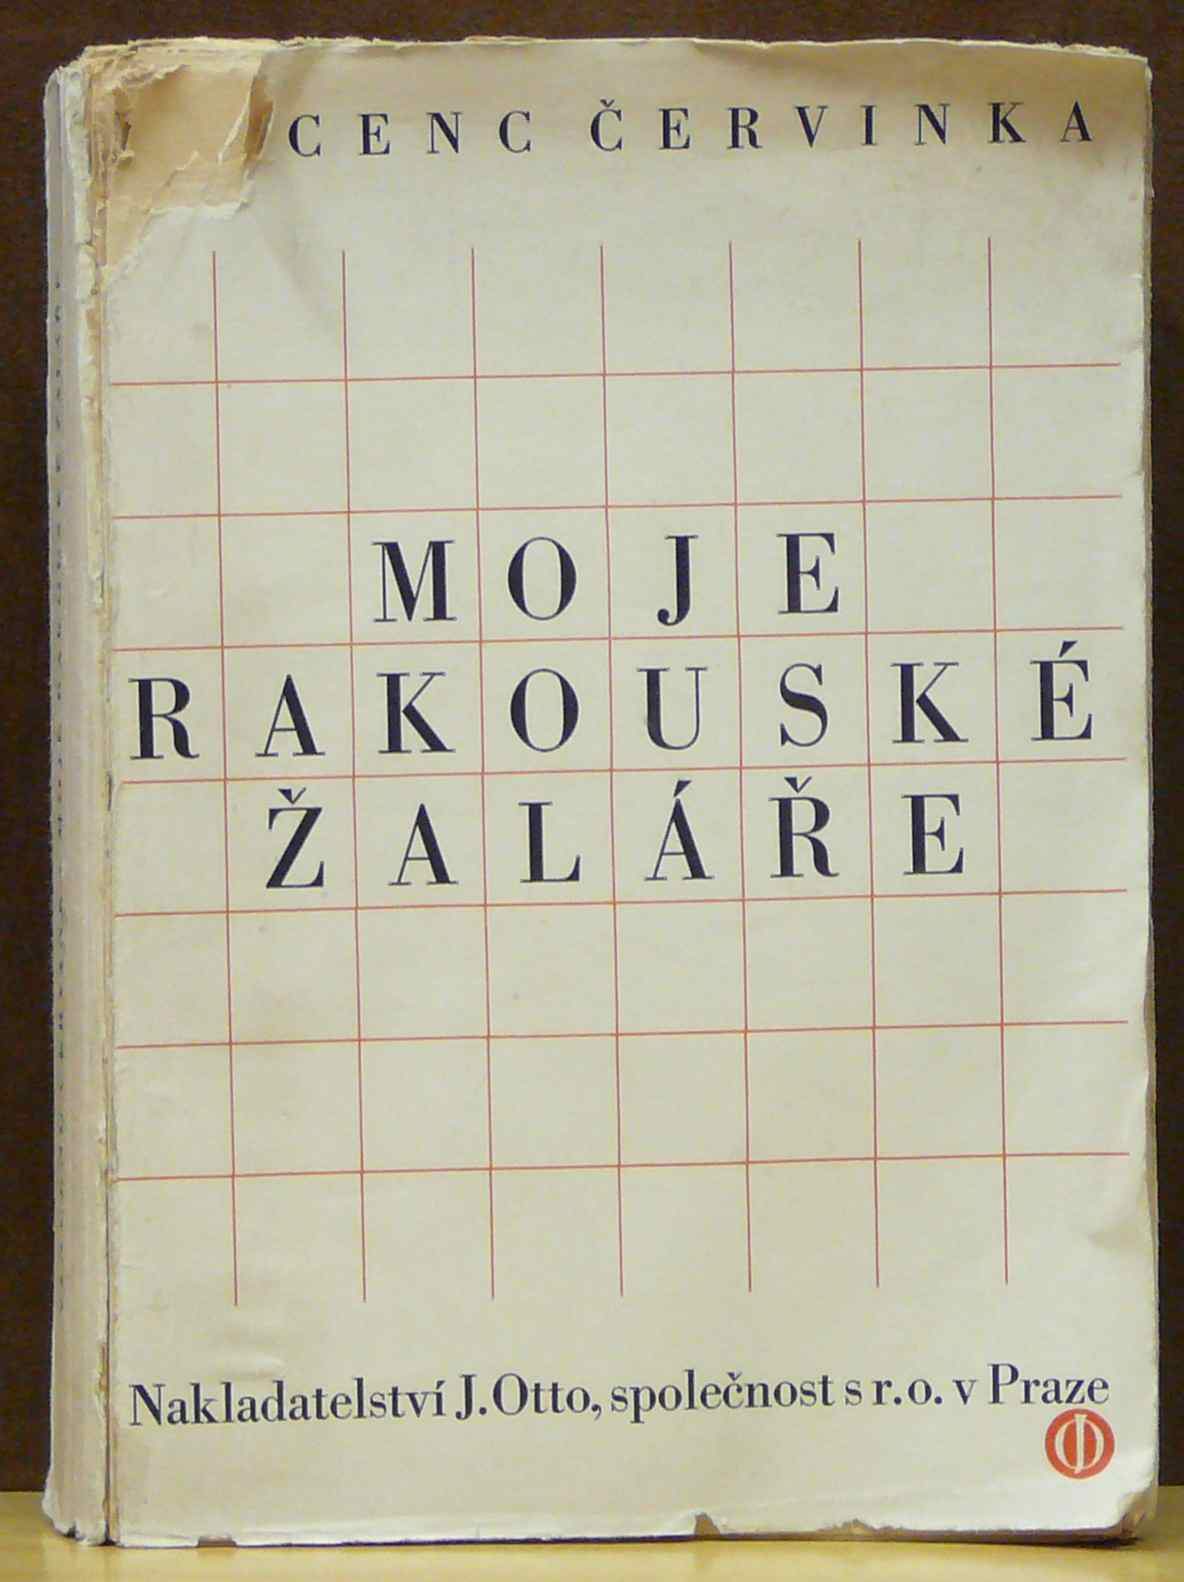 CENC ČERVINKA
MOJE
RAKOUSKÉ
ŽALÁŘE
Nakladatelství J. Otto, společnost s r. o. v Praze